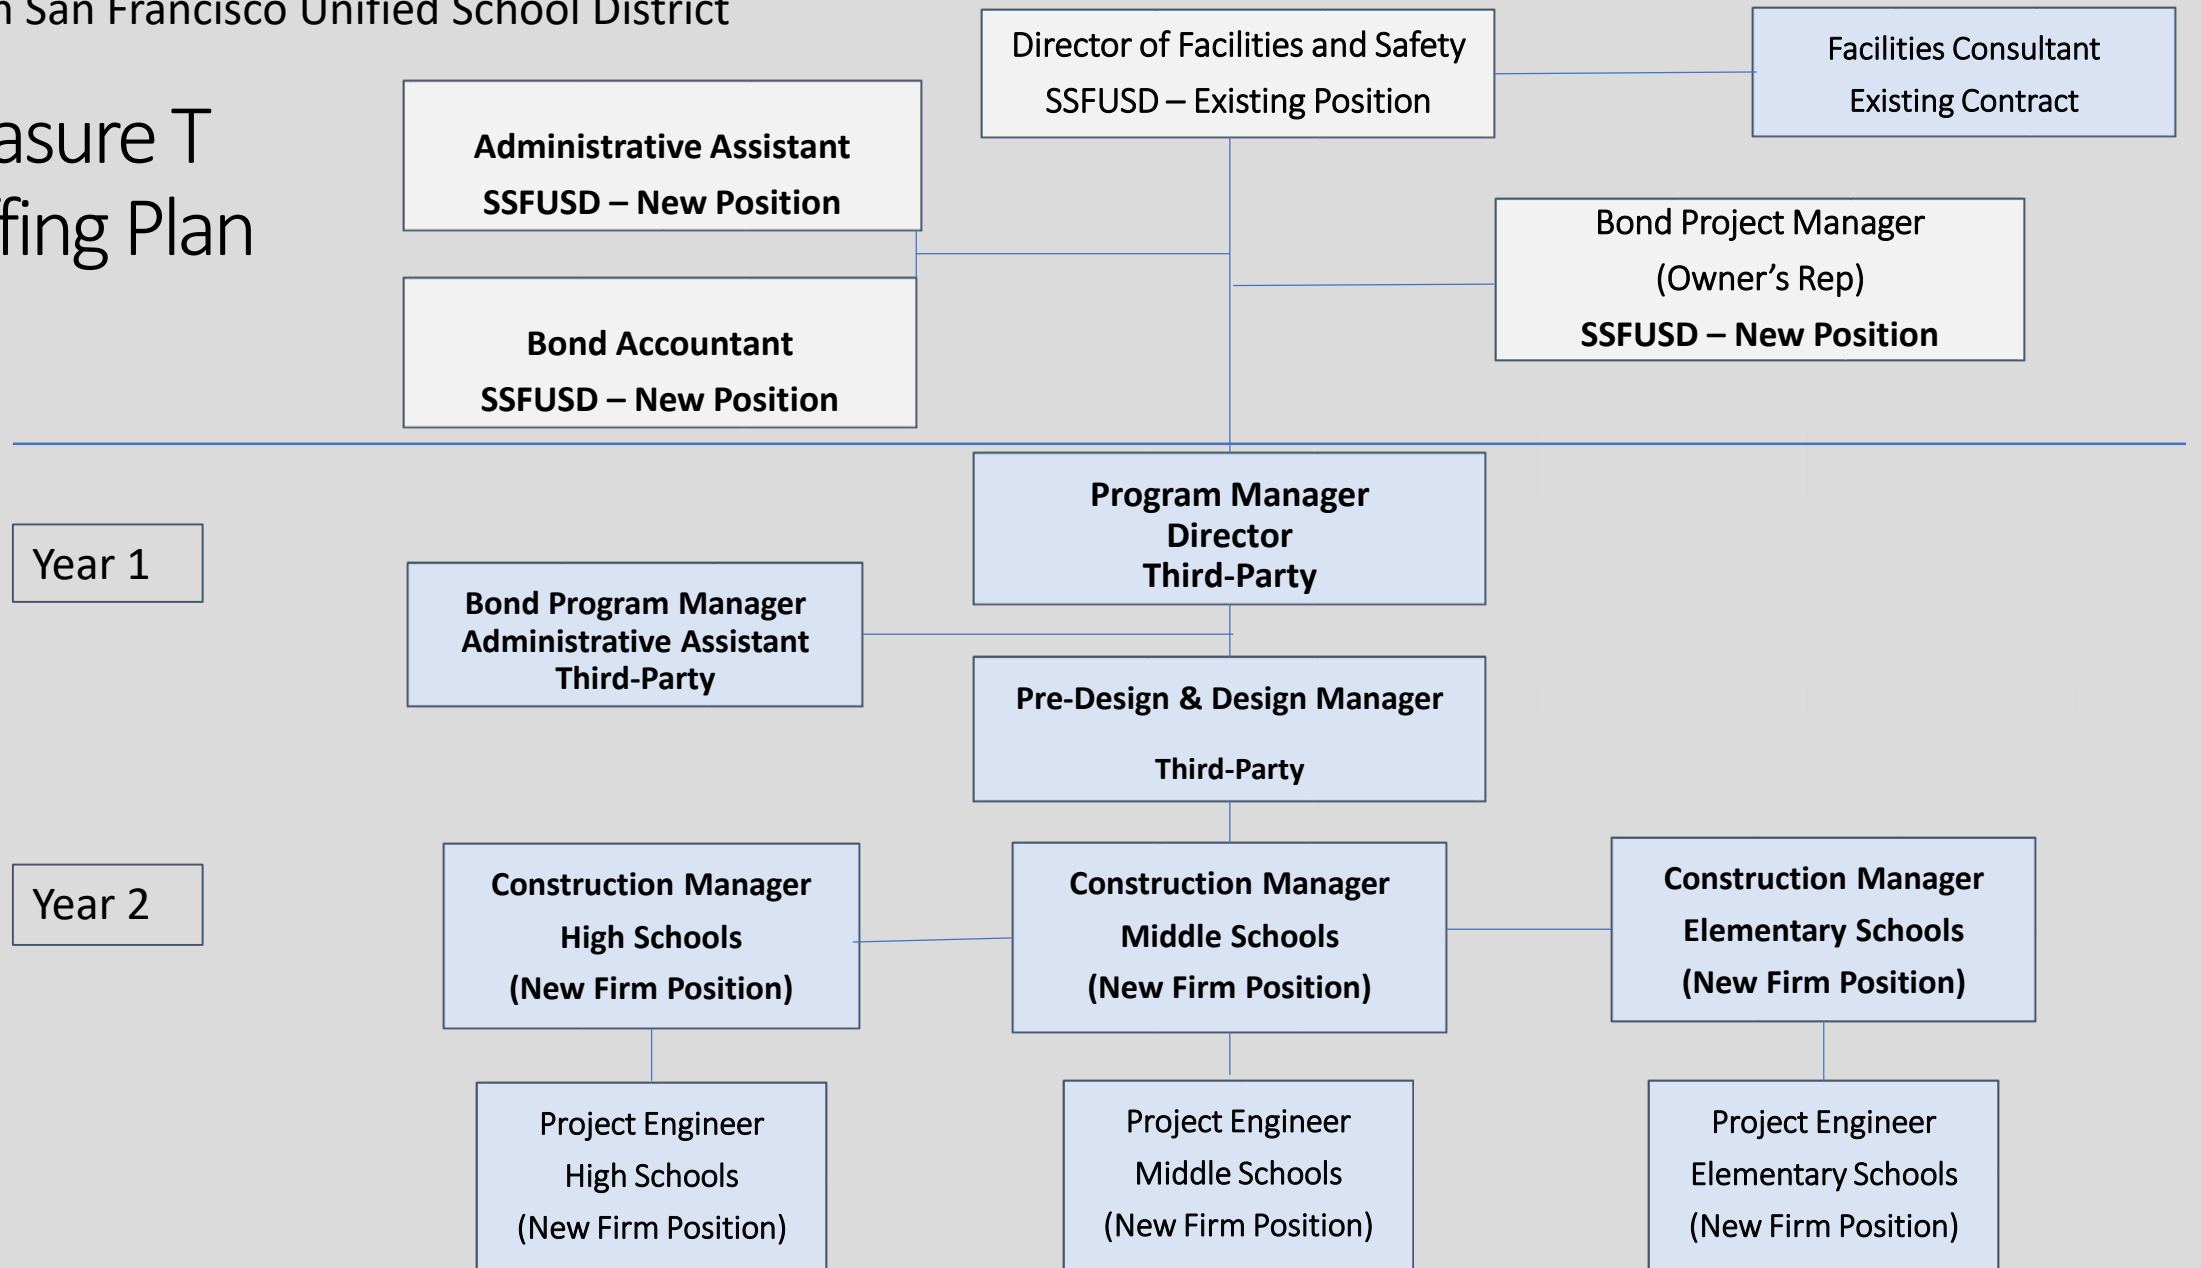 San Francisco Unified School District
T
Plan
Director of Facilities and Safety
SSFUSD – Existing Position
Facilities Consultant
Existing Contract
Administrative Assistant
SSFUSD – New Position
Bond Project Manager
(Owner’s Rep)
SSFUSD – New Position
Bond Accountant
SSFUSD – New Position
Year 1
Program Manager
Director
Third-Party
Bond Program Manager
Administrative Assistant
Third-Party
Pre-Design & Design Manager
Third-Party
Year 2
Construction Manager
High Schools
(New Firm Position)
Construction Manager
Middle Schools
(New Firm Position)
Construction Manager
Elementary Schools
(New Firm Position)
Project Engineer
High Schools
(New Firm Position)
Project Engineer
Middle Schools
(New Firm Position)
Project Engineer
Elementary Schools
(New Firm Position)